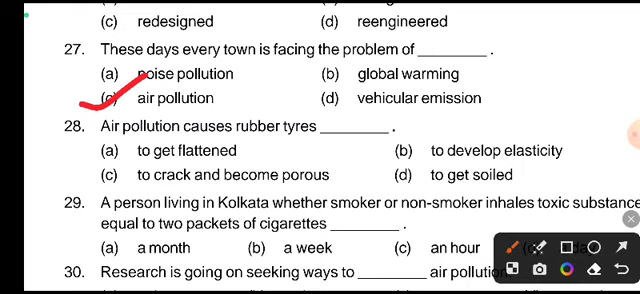 (c) redesigned (d) reengineered
27. These days every town is facing the problem of ________ .
(a) noise pollution (b) global warming
(c) air pollution (d) vehicular emission
28. Air pollution causes rubber tyres ________ .
(a) to get flattened (b) to develop elasticity
(c) to crack and become porous (d) to get soiled
29. A person living in Kolkata whether smoker or non-smoker inhales toxic substance
equal to two packets of cigarettes ________ .
(a) a month (b) a week (c) an hour
30. Research is going on seeking ways to ________ air pollution